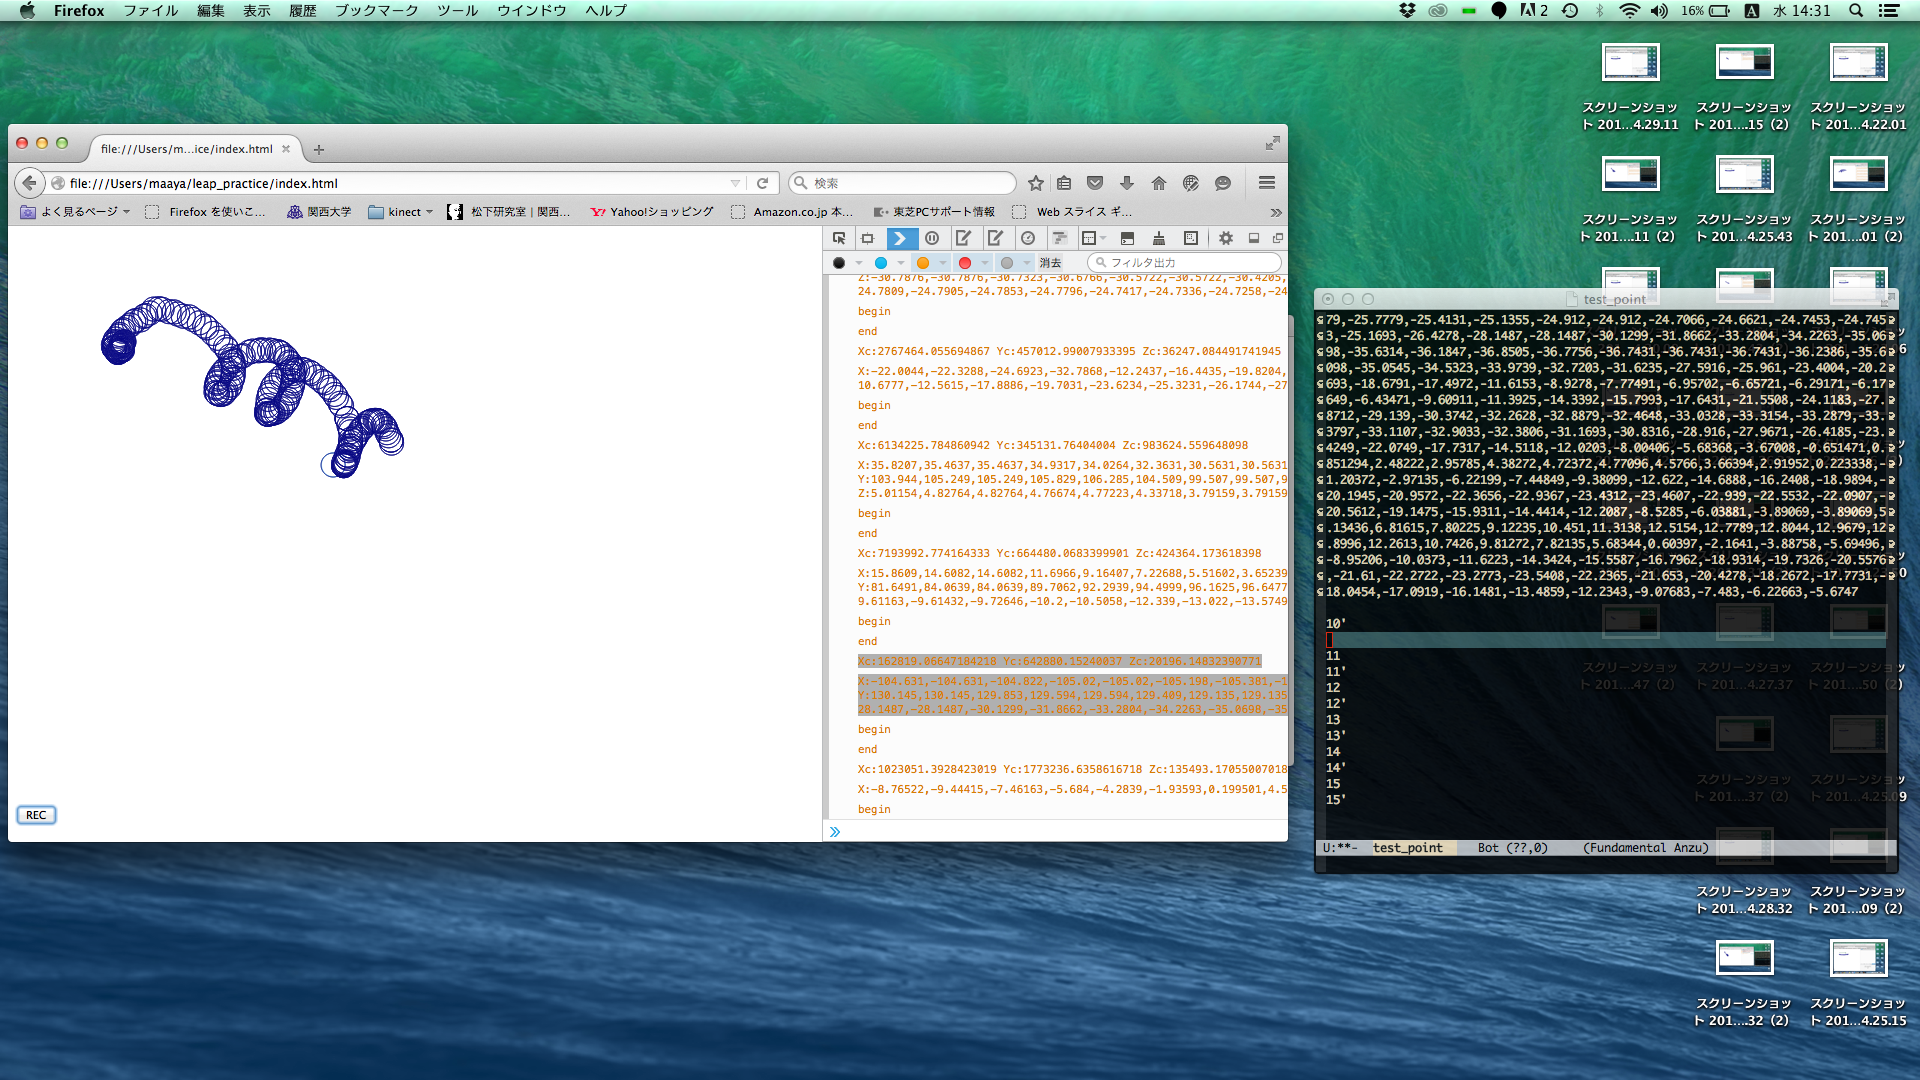 Firefox ファイル 編集 表示 履歴 ブックマーク ツール ウインドウ ヘルプ
2 16% A 水 14:31
file:///Users/m...ice/index.html
file:///Users/maaya/leap_practice/index.html
検索
よく見るページ Firefox を使いこ... 関西大学 kinect 松下研究室 | 関西... Yahoo!ショッピング Amazon.co.jp 本... 東芝PCサポート情報 Web スライス ギ...
消去 フィルタ出力
Z:-30.7876,-30.7876,-30.7323,-30.6766,-30.5722,-30.5722,-30.4205,
24.7809,-24.7905,-24.7853,-24.7796,-24.7417,-24.7336,-24.7258,-24
begin
end
Xc:2767464.055694867 Yc:457012.99007933395 Zc:36247.084491741945
X:-22.0044,-22.3288,-24.6923,-32.7868,-12.2437,-16.4435,-19.8204,
10.6777,-12.5615,-17.8886,-19.7031,-23.6234,-25.3231,-26.1744,-27
begin
end
Xc:6134225.784860942 Yc:345131.76404004 Zc:983624.559648098
X:35.8207,35.4637,35.4637,34.9317,34.0264,32.3631,30.5631,30.5631
Y:103.944,105.249,105.249,105.829,106.285,104.509,99.507,99.507,9
Z:5.01154,4.82764,4.82764,4.76674,4.77223,4.33718,3.79159,3.79159
begin
end
Xc:7193992.774164333 Yc:664480.0683399901 Zc:424364.173618398
X:15.8609,14.6082,14.6082,11.6966,9.16407,7.22688,5.51602,3.65239
Y:81.6491,84.0639,84.0639,89.7062,92.2939,94.4999,96.1625,96.6477
9.61163,-9.61432,-9.72646,-10.2,-10.5058,-12.339,-13.022,-13.5749
begin
end
Xc:162819.06647184218 Yc:642880.15240037 Zc:20196.14832390771
X:-104.631,-104.631,-104.822,-105.02,-105.02,-105.198,-105.381,-1
Y:130.145,130.145,129.853,129.594,129.594,129.409,129.135,129.135
28.1487,-28.1487,-30.1299,-31.8662,-33.2804,-34.2263,-35.0698,-35
begin
end
Xc:1023051.3928423019 Yc:1773236.6358616718 Zc:135493.17055007018
X:-8.76522,-9.44415,-7.46163,-5.684,-4.2839,-1.93593,0.199501,4.5
begin
REC
test_point
79,-25.7779,-25.4131,-25.1355,-24.912,-24.912,-24.7066,-24.6621,-24.7453,-24.745
3,-25.1693,-26.4278,-28.1487,-28.1487,-30.1299,-31.8662,-33.2804,-34.2263,-35.06
98,-35.6314,-36.1847,-36.8505,-36.7756,-36.7431,-36.7431,-36.7431,-36.2386,-35.6
098,-35.0545,-34.5323,-33.9739,-32.7203,-31.6235,-27.5916,-25.961,-23.4004,-20.2
693,-18.6791,-17.4972,-11.6153,-8.9278,-7.77491,-6.95702,-6.65721,-6.29171,-6.17
649,-6.43471,-9.60911,-11.3925,-14.3392,-15.7993,-17.6431,-21.5508,-24.1183,-27.
8712,-29.139,-30.3742,-32.2628,-32.8879,-32.4648,-33.0328,-33.3154,-33.2879,-33.
3797,-33.1107,-32.9033,-32.3806,-31.1693,-30.8316,-28.916,-27.9671,-26.4185,-23.
4249,-22.0749,-17.7317,-14.5118,-12.0203,-8.00406,-5.68368,-3.67008,-0.651471,0.
851294,2.48222,2.95785,4.38272,4.72372,4.77096,4.5766,3.66394,2.91952,0.223338,-
1.20372,-2.97135,-6.22199,-7.44849,-9.38099,-12.622,-14.6888,-16.2408,-18.9894,-
20.1945,-20.9572,-22.3656,-22.9367,-23.4312,-23.4607,-22.939,-22.5532,-22.0907,-
20.5612,-19.1475,-15.9311,-14.4414,-12.2087,-8.5285,-6.03881,-3.89069,-3.89069,5
.13436,6.81615,7.80225,9.12235,10.451,11.3138,12.5154,12.7789,12.8044,12.9679,12
.8996,12.2613,10.7426,9.81272,7.82135,5.68344,0.60397,-2.1641,-3.88758,-5.69496,
-8.95206,-10.0373,-11.6223,-14.3424,-15.5587,-16.7962,-18.9314,-19.7326,-20.5576
,-21.61,-22.2722,-23.2773,-23.5408,-22.2365,-21.653,-20.4278,-18.2672,-17.7731,-
18.0454,-17.0919,-16.1481,-13.4859,-12.2343,-9.07683,-7.483,-6.22663,-5.6747
10'
11
11'
12
12'
13
13'
14
14'
15
15'
U:**- test_point Bot (??,0) (Fundamental Anzu)
スクリーンショッ スクリーンショッ スクリーンショッ
ト 201...4.29.11 ト 201....15（2） ト 201...4.22.01
スクリーンショッ スクリーンショッ スクリーンショッ
ト 201....11（2） ト 201...4.25.43 ト 201....01（2）
スクリーンショッ スクリーンショッ スクリーンショッ
ト 201....47（2） ト 201...4.27.37 ト 201....50（2）
スクリーンショッ スクリーンショッ
ト 201....37（2） ト 201...4.25.09
スクリーンショッ スクリーンショッ
ト 201...4.28.32 ト 201....09（2）
スクリーンショッ スクリーンショッ
ト 201....32（2） ト 201...4.25.15